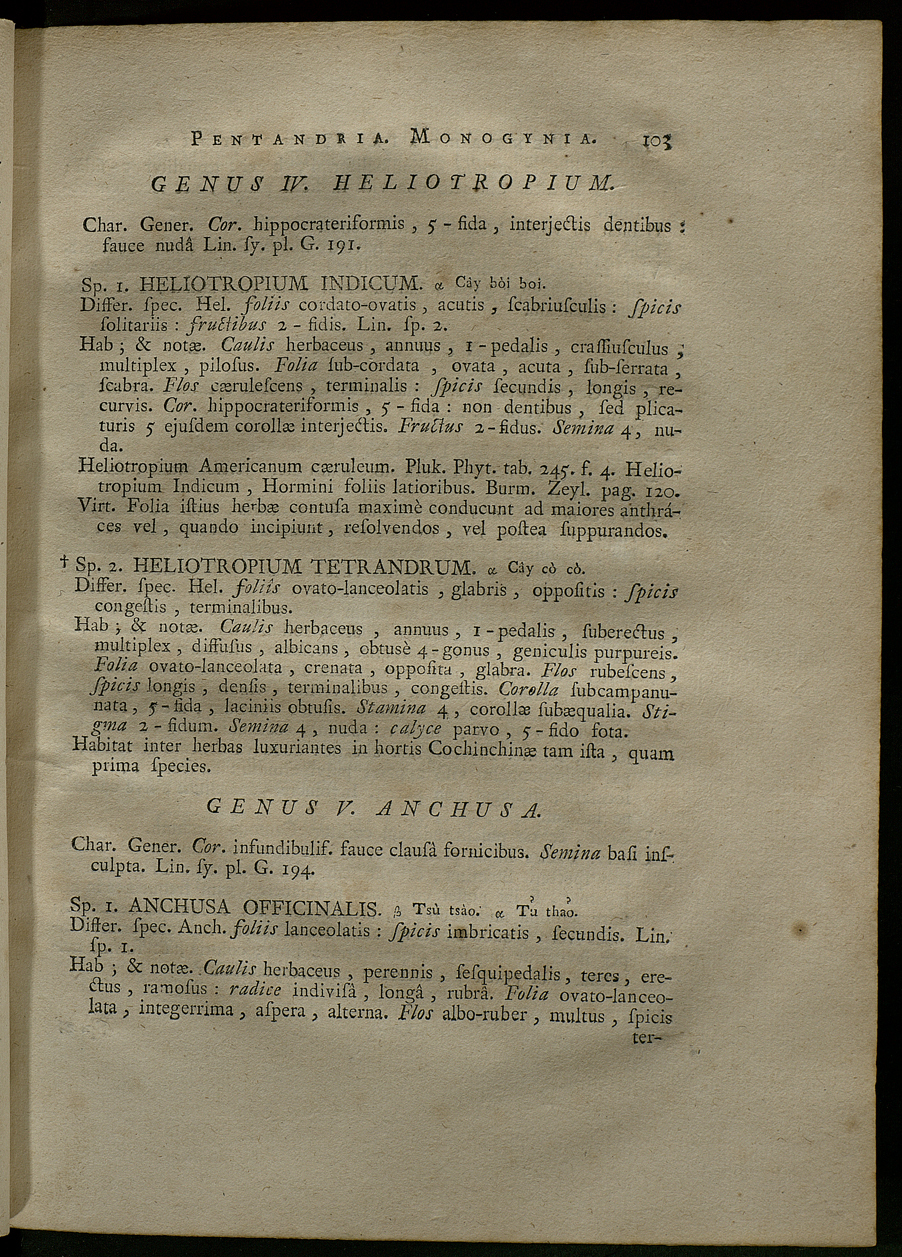 PENTANDRIA. MONOGYNIA. 103
GENUS IV. HELIOTROPIUM.
Char. Gener. Cor. hippocrateriformis , 5 - fida , interjectis dentibus :
fauce nudâ Lin. ſy. pl. G. 191.
Sp. 1. HELIOTROPIUM INDICUM. α Cây bòi boi.
Differ. ſpec. Hel. foliis cordato-ovatis , acutis , ſcabriuſculis : ſpicis
ſolitariis : fructibus 2 - fidis. Lin. ſp. 2.
Hab ; & notæ. Caulis herbaceus , annuus , 1 - pedalis , craſſiuſculus ;
multiplex , piloſus. Folia ſub-cordata , ovata , acuta , ſub-ſerrata ,
ſcabra. Flos cæruleſcens , terminalis : ſpicis ſecundis , longis , re-
curvis. Cor. hippocrateriformis , 5 - fida : non dentibus , ſed plica-
turis 5 ejuſdem corollæ interjectis. Fructus 2 - fidus. Semina 4 , nu-
da.
Heliotropium Americanum cæruleum. Pluk. Phyt. tab. 245. f. 4. Helio-
tropium Indicum , Hormini foliis latioribus. Burm. Zeyl. pag. 120.
Virt. Folia iſtius herbæ contuſa maximè conducunt ad maiores anthrá-
ces vel , quando incipiunt , reſolvendos , vel poſtea ſuppurandos.
† Sp. 2. HELIOTROPIUM TETRANDRUM. α Cây cò cò.
Differ. ſpec. Hel. foliis ovato-lanceolatis , glabris , oppoſitis : ſpicis
congeſtis , terminalibus.
Hab ; & notæ. Caulis herbaceus , annuus , 1 - pedalis , ſuberectus ,
multiplex , diffuſus , albicans , obtusè 4 - gonus , geniculis purpureis.
Folia ovato-lanceolata , crenata , oppoſita , glabra. Flos rubeſcens ,
ſpicis longis , denſis , terminalibus , congeſtis. Corolla ſubcampanu-
nata , 5 - fida , laciniis obtuſis. Stamina 4 , corollæ ſubæqualia. Sti-
gma 2 - fidum. Semina 4 , nuda : calyce parvo , 5 - fido fota.
Habitat inter herbas luxuriantes in hortis Cochinchinæ tam iſta , quam
prima ſpecies.
GENUS V. ANCHUSA.
Char. Gener. Cor. infundibulif. fauce clauſâ fornicibus. Semina baſi inſ-
culpta. Lin. ſy. pl. G. 194.
Sp. 1. ANCHUSA OFFICINALIS. β Tsù tsào. α Tủ thảo.
Differ. ſpec. Anch. foliis lanceolatis : ſpicis imbricatis , ſecundis. Lin.
ſp. 1.
Hab ; & notæ. Caulis herbaceus , perennis , ſeſquipedalis , teres , ere-
ctus , ramoſus : radice indiviſâ , longâ , rubrâ. Folia ovato-lanceo-
lata , integerrima , aſpera , alterna. Flos albo-ruber , multus , ſpicis
ter-